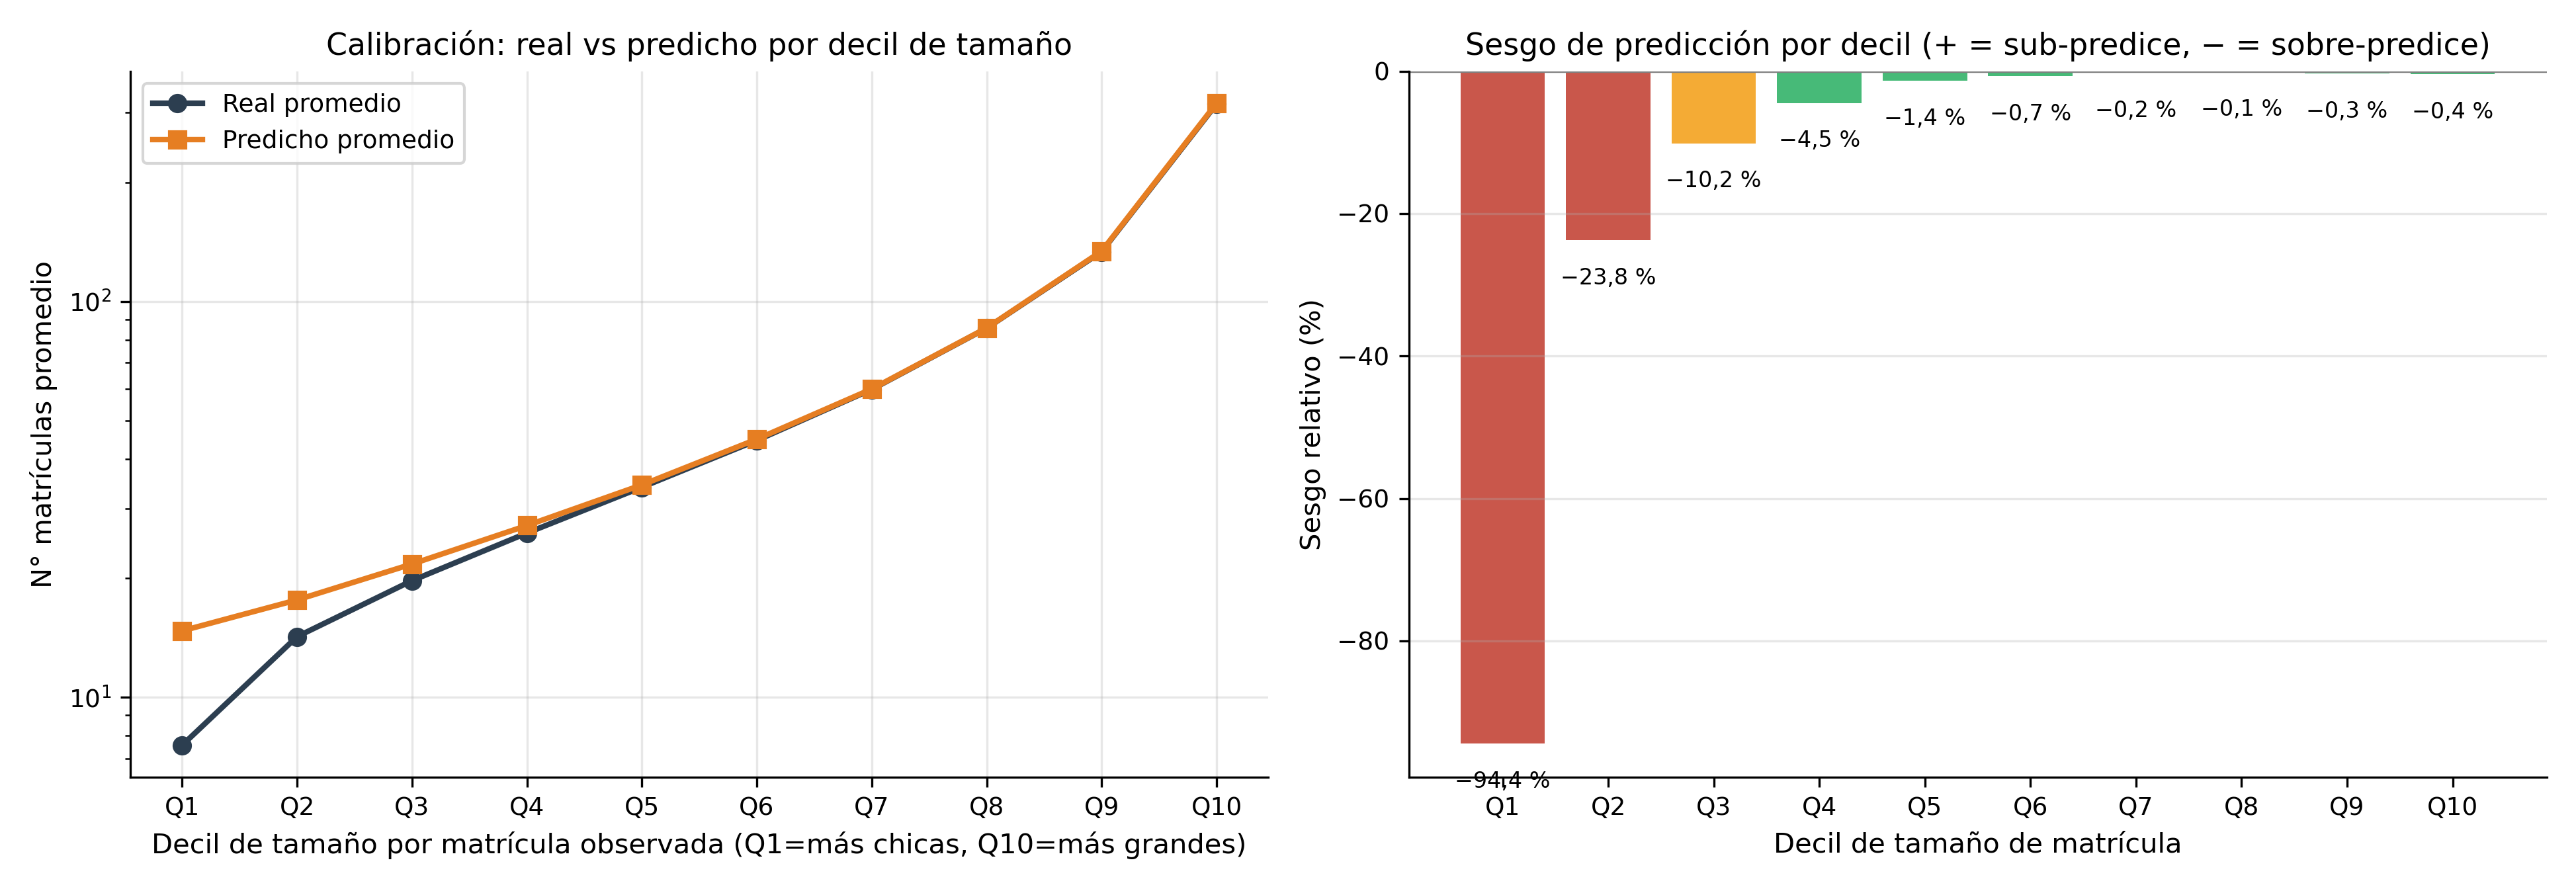 Calibración: real vs predicho por decil de tamaño
Real promedio
Predicho promedio
N° matrículas promedio
10²
10¹
Q1 Q2 Q3 Q4 Q5 Q6 Q7 Q8 Q9 Q10
Decil de tamaño por matrícula observada (Q1=más chicas, Q10=más grandes)
Sesgo de predicción por decil (+ = sub-predice, − = sobre-predice)
Sesgo relativo (%)
0
−20
−40
−60
−80
−94,4 %
−23,8 %
−10,2 %
−4,5 %
−1,4 %
−0,7 %
−0,2 %
−0,1 %
−0,3 %
−0,4 %
Q1 Q2 Q3 Q4 Q5 Q6 Q7 Q8 Q9 Q10
Decil de tamaño de matrícula